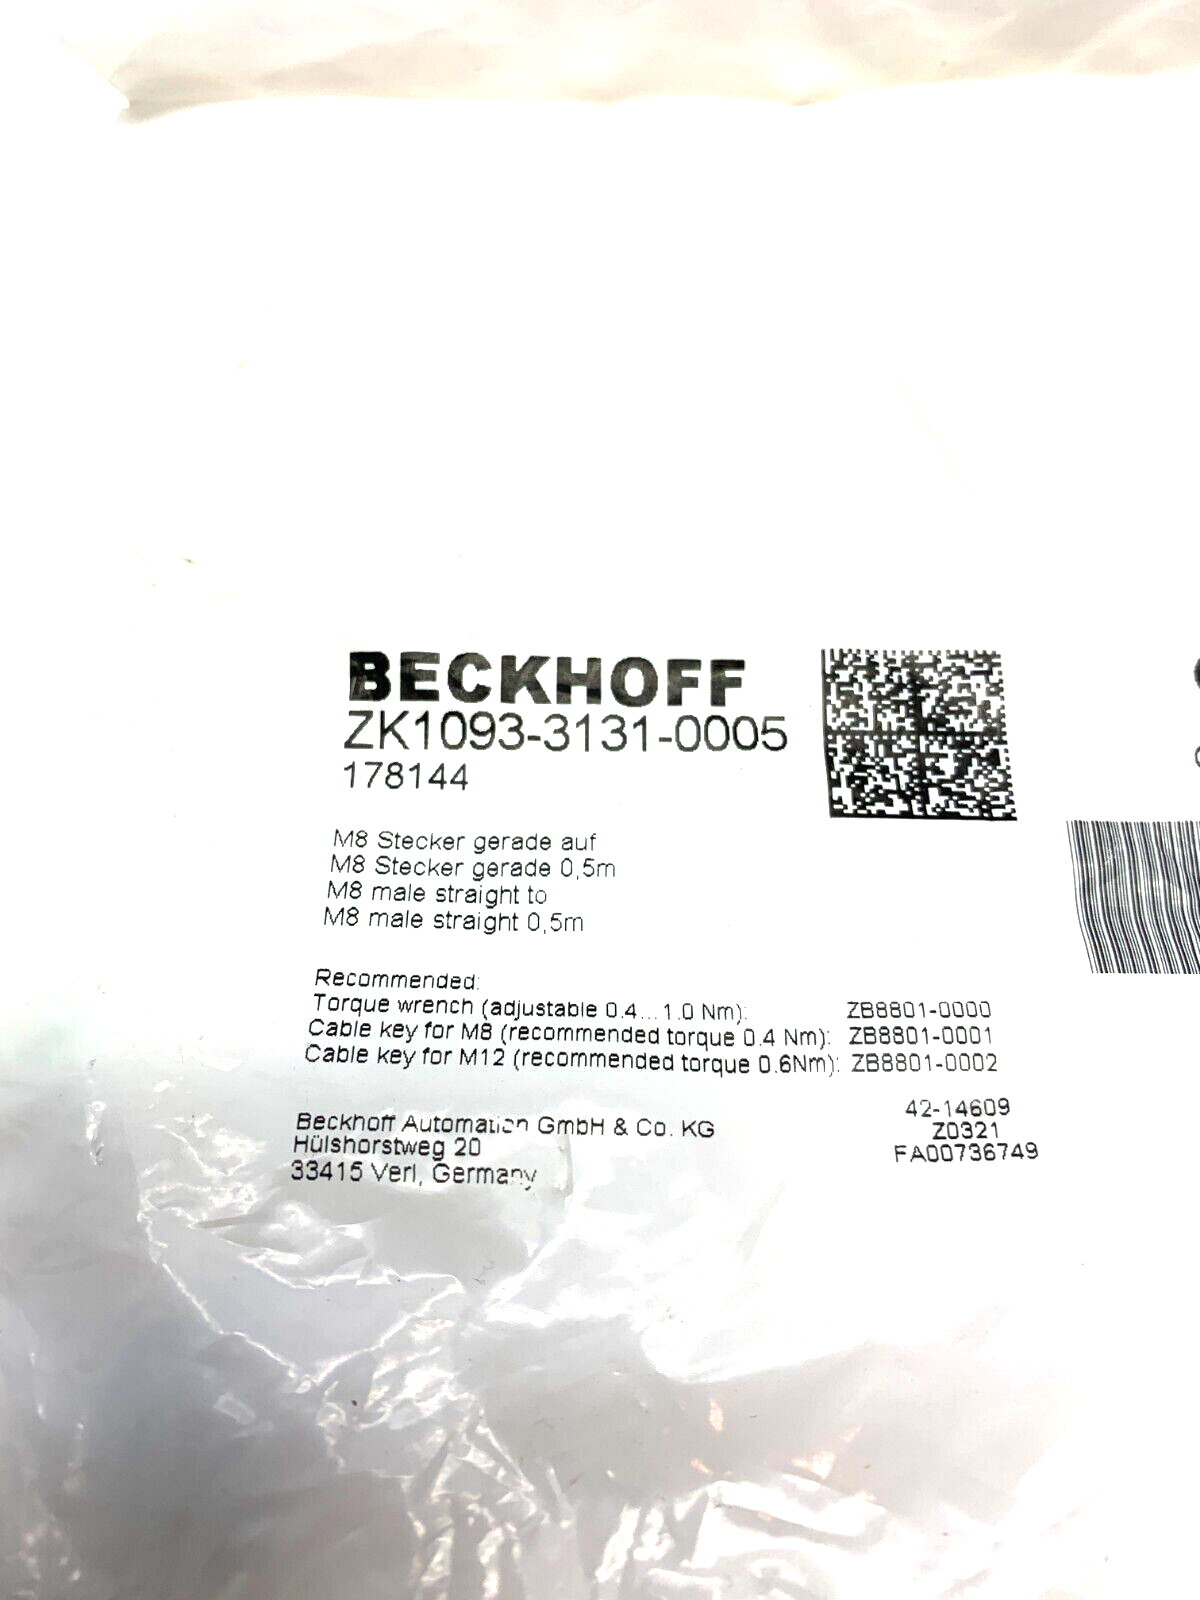 BECKHOFF
ZK1093-3131-0005
178144
M8 Stecker gerade auf
M8 Stecker gerade 0,5m
M8 male straight to
M8 male straight 0,5m
Recommended:
Torque wrench (adjustable 0.4...1.0 Nm): ZB8801-0000
Cable key for M8 (recommended torque 0.4 Nm): ZB8801-0001
Cable key for M12 (recommended torque 0.6Nm): ZB8801-0002
Beckhoff Automation GmbH & Co. KG
Hülshorstweg 20
33415 Verl, Germany
42-14609
Z0321
FA00736749